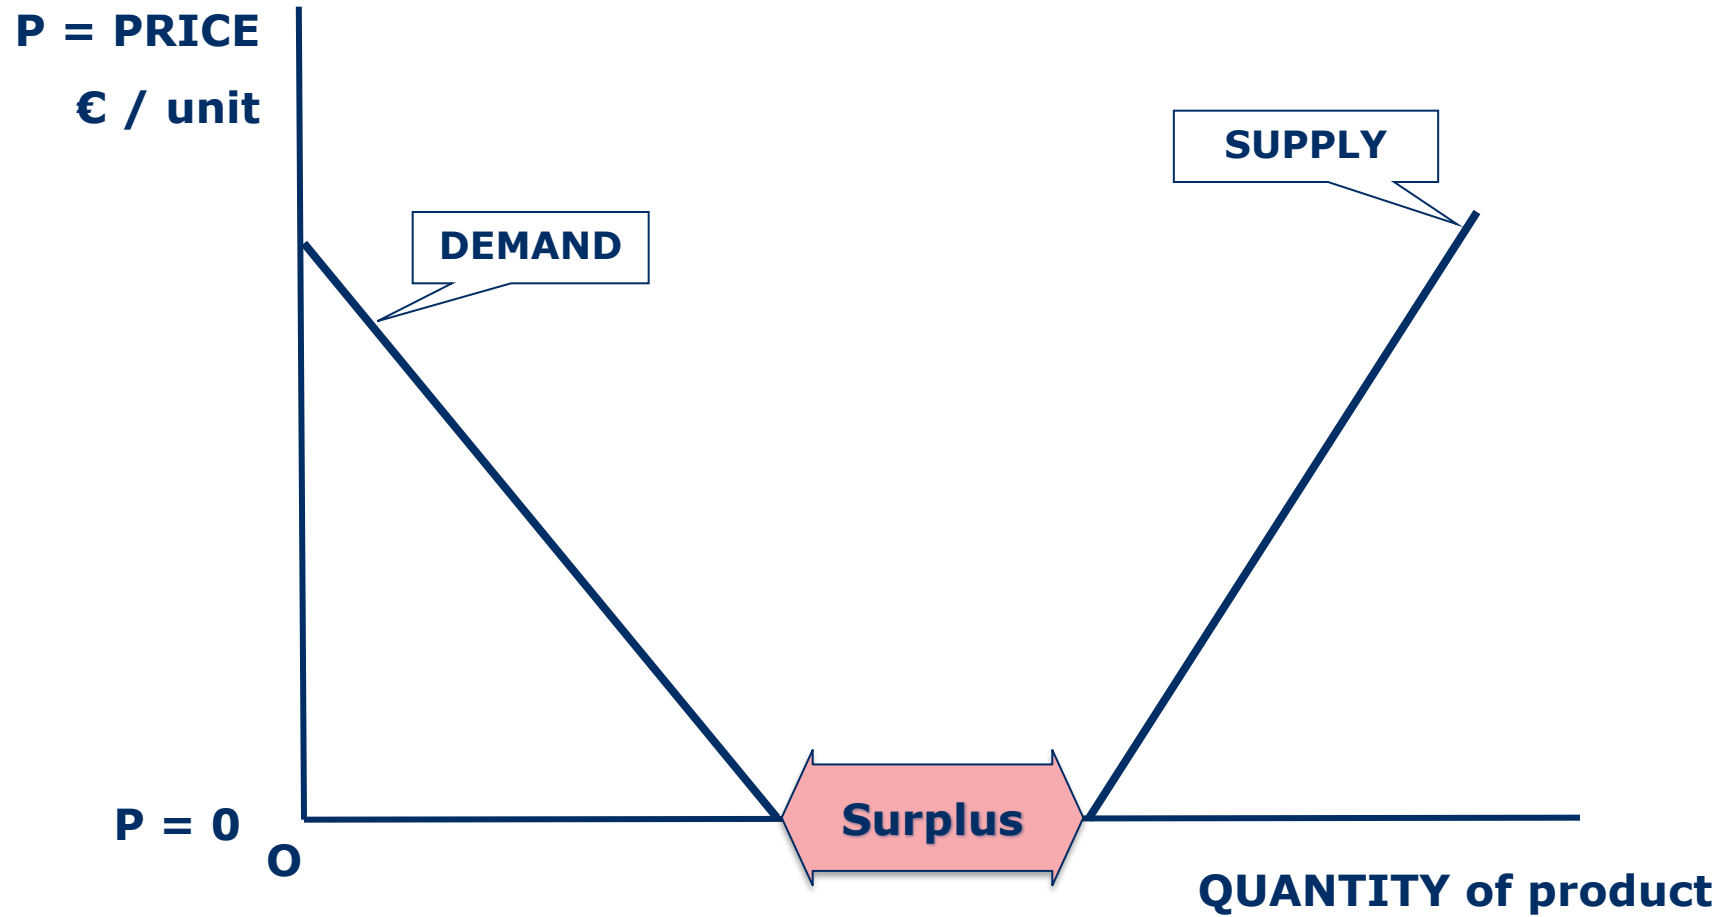 P = PRICE
€ / unit
SUPPLY
DEMAND
Surplus
P = 0
O
QUANTITY of product